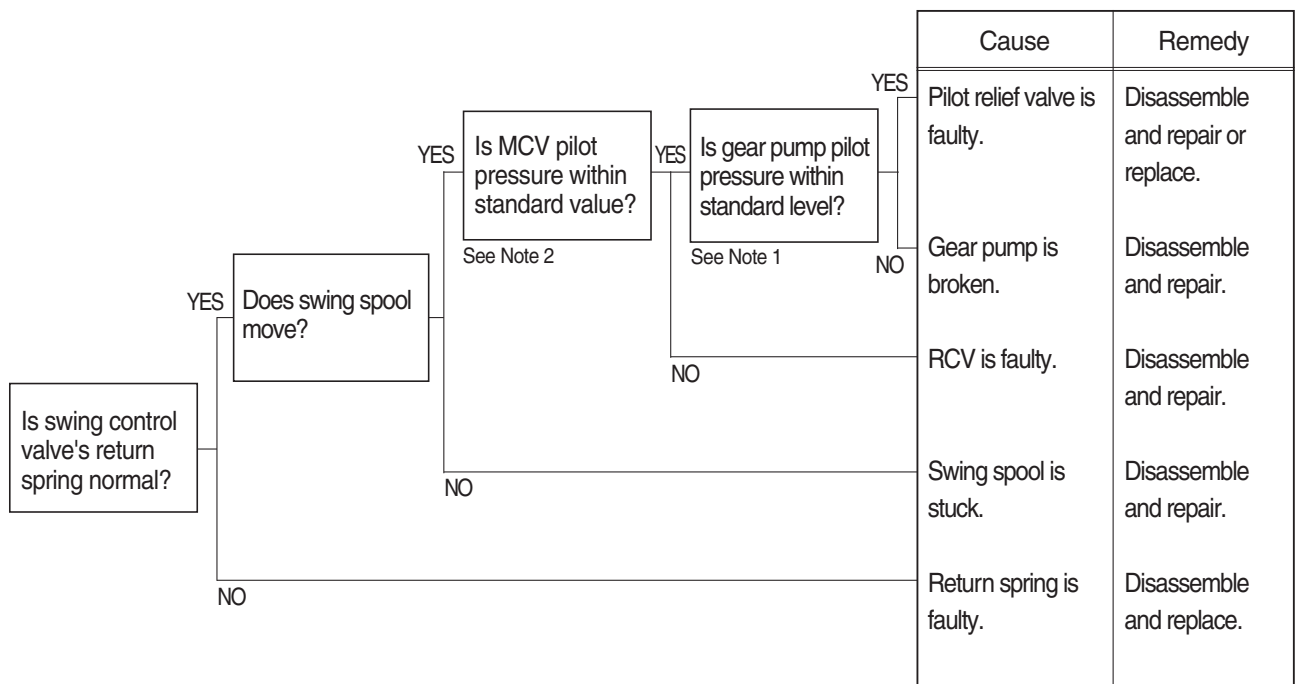 Cause
Remedy
YES
Pilot relief valve is
faulty.
Disassemble
and repair or
replace.
YES
Is MCV pilot
pressure within
standard value?
See Note 2
YES
Is gear pump pilot
pressure within
standard level?
See Note 1
NO
Gear pump is
broken.
Disassemble
and repair.
YES
Does swing spool
move?
NO
RCV is faulty.
Disassemble
and repair.
Is swing control
valve's return
spring normal?
NO
Swing spool is
stuck.
Disassemble
and repair.
NO
Return spring is
faulty.
Disassemble
and replace.